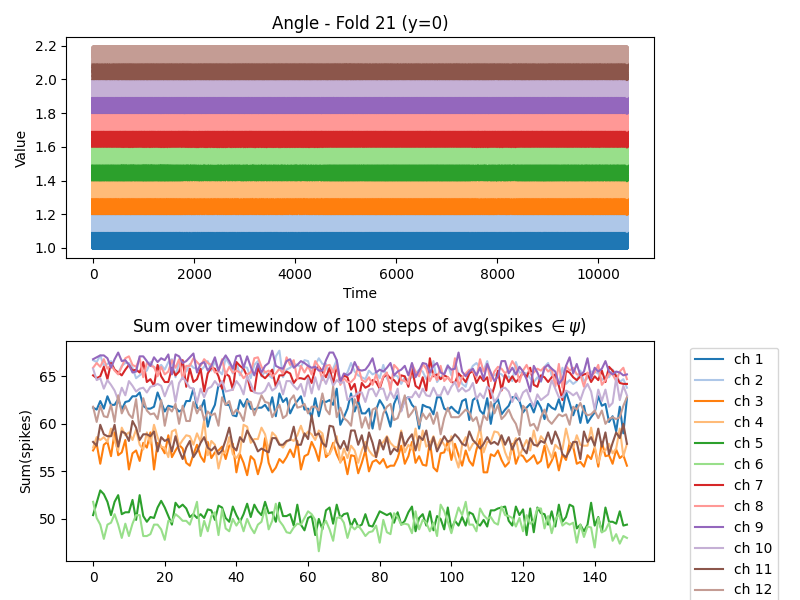 Angle - Fold 21 (y=0)
Value
2.2
2.0
1.8
1.6
1.4
1.2
1.0
0 2000 4000 6000 8000 10000
Time
Sum over timewindow of 100 steps of avg(spikes ∈ ψ)
Sum(spikes)
65
60
55
50
0 20 40 60 80 100 120 140
ch 1
ch 2
ch 3
ch 4
ch 5
ch 6
ch 7
ch 8
ch 9
ch 10
ch 11
ch 12